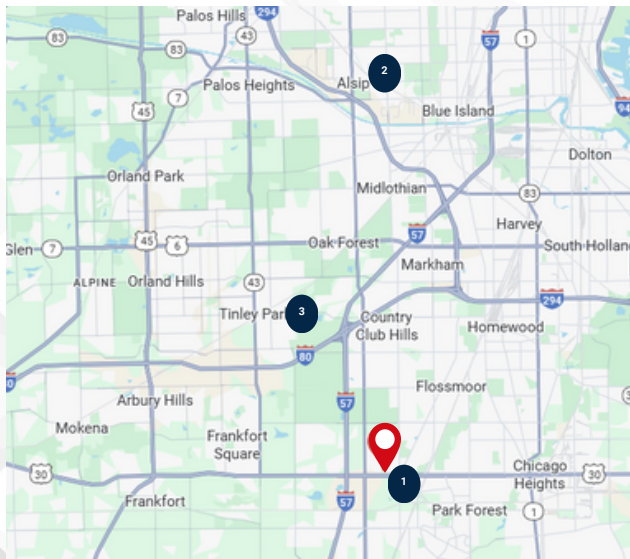 Palos Hills
294
83
43
57
1
83
2
Alsip
Palos Heights
7
94
45
Blue Island
Dolton
Orland Park
Midlothian
83
57
Harvey
Glen
7
45
6
Oak Forest
South Holland
Markham
ALPINE
Orland Hills
43
294
Tinley Park
3
Country
Club Hills
Homewood
80
Flossmoor
57
Arbury Hills
Mokena
Frankfort
Square
30
1
Chicago
Heights
30
Frankfort
57
Park Forest
1